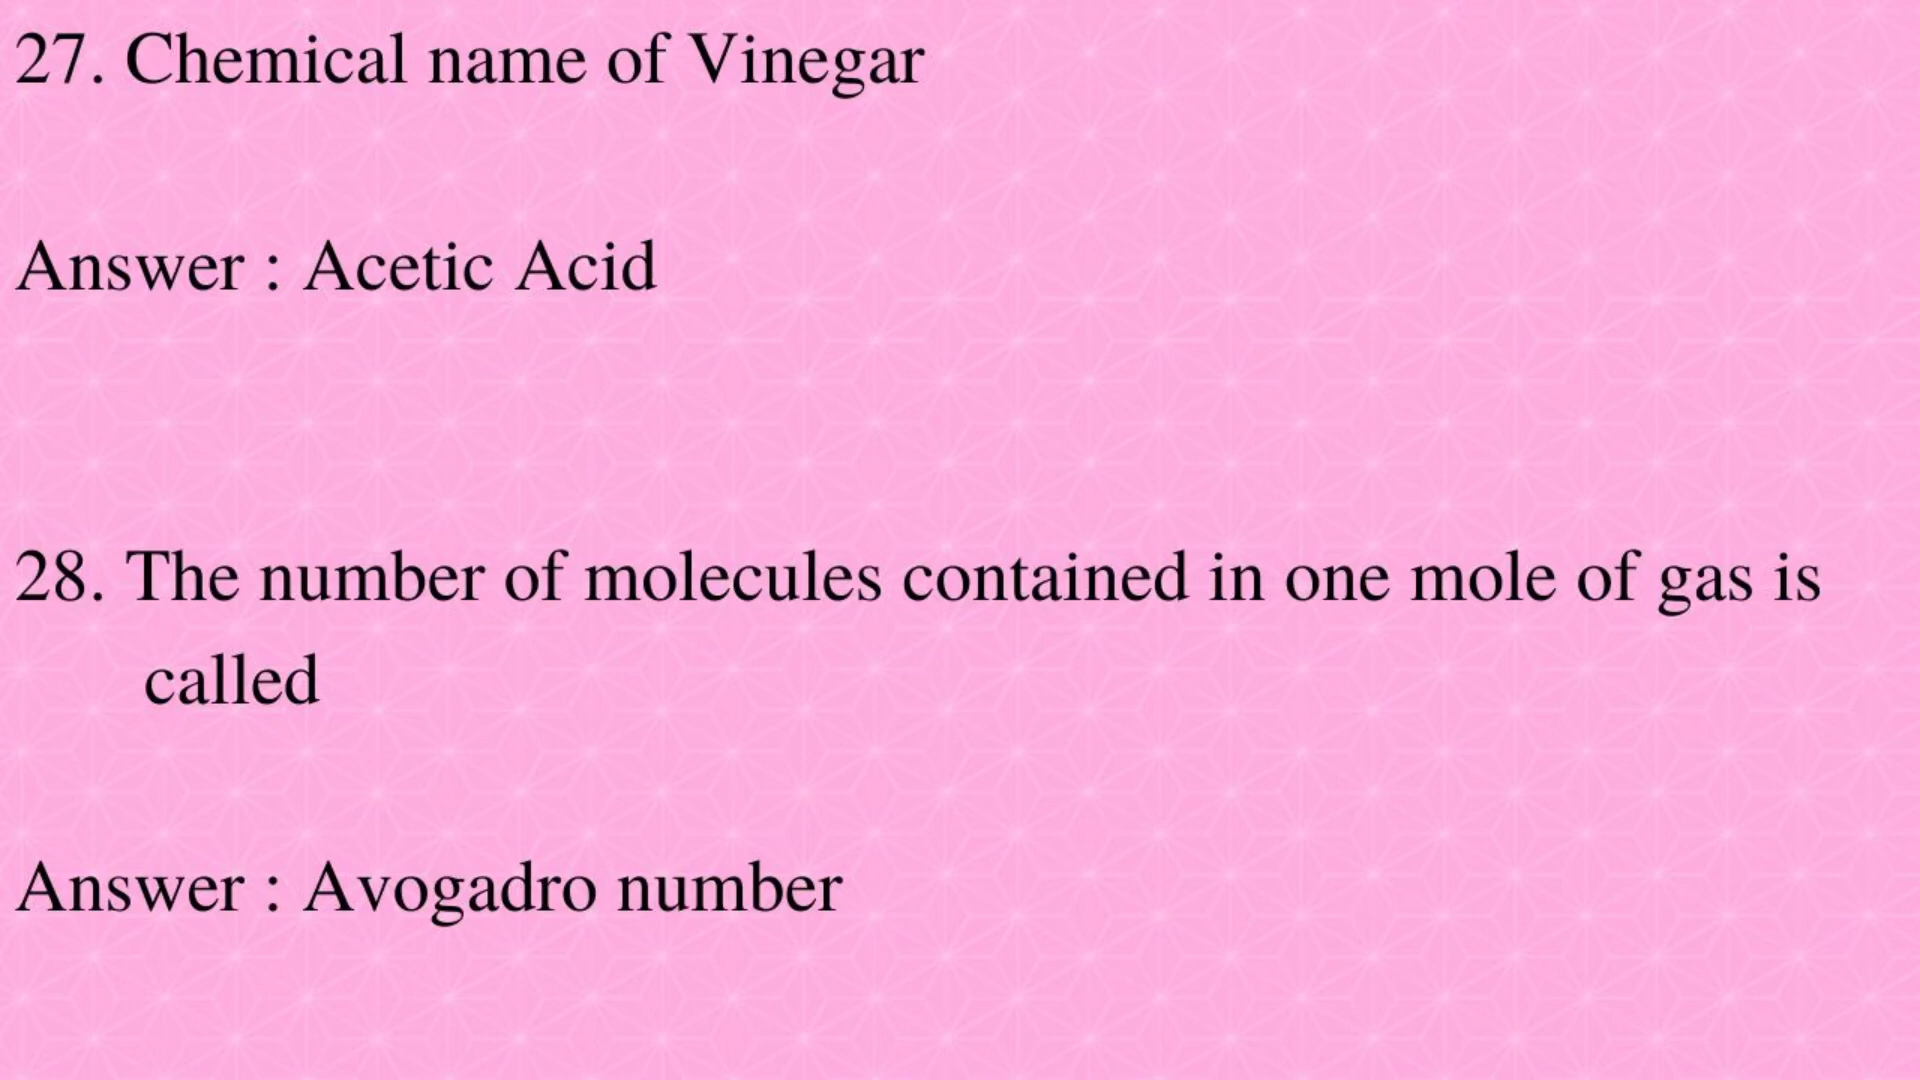 27. Chemical name of Vinegar
Answer : Acetic Acid
28. The number of molecules contained in one mole of gas is
called
Answer : Avogadro number